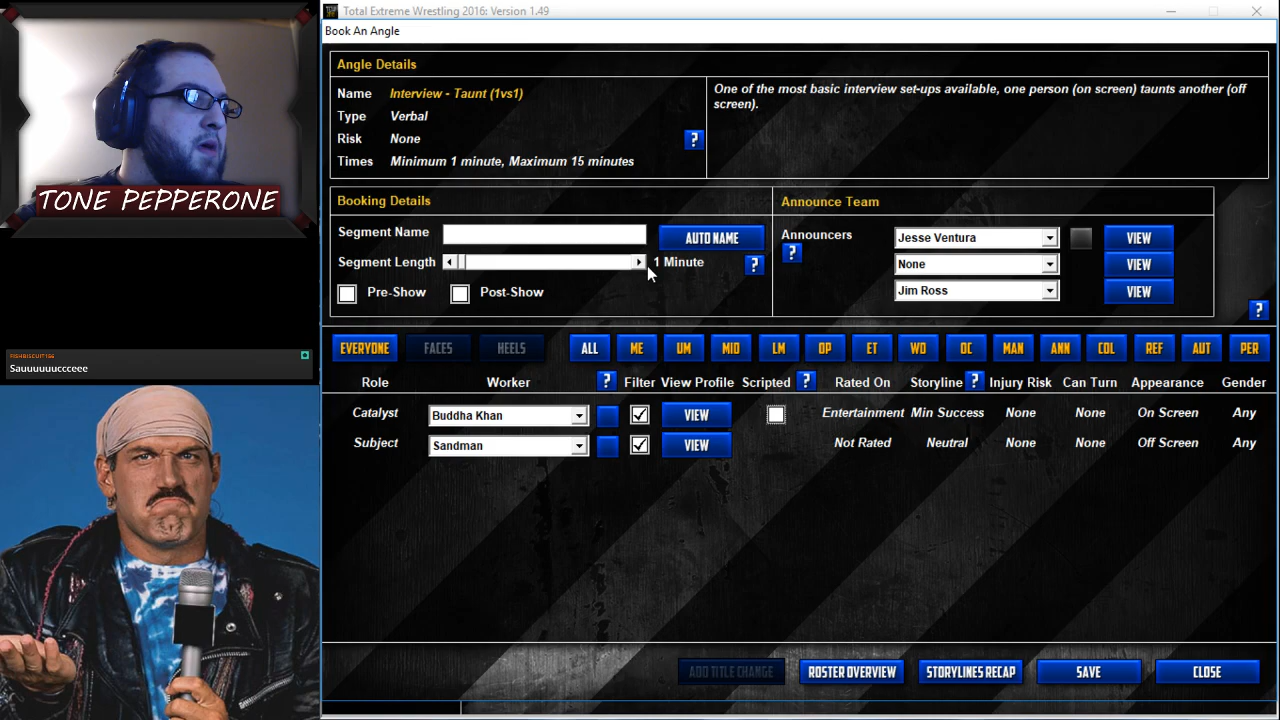 Total Extreme Wrestling 2016: Version 1.49
Book An Angle
Angle Details
Name Interview - Taunt (1vs1)
Type Verbal
Risk None
Times Minimum 1 minute, Maximum 15 minutes
?
One of the most basic interview set-ups available, one person (on screen) taunts another (off
screen).
TONE PEPPERONE
Booking Details
Segment Name AUTO NAME
Segment Length 1 Minute ?
Pre-Show Post-Show
Announce Team
Announcers Jesse Ventura VIEW
? None VIEW
Jim Ross VIEW
?
EVERYONE FACES HEELS ALL ME UM MID LM OP ET WO OC MAN ANN COL REF AUT PER
FISHBISCUIT156
Sauuuuuuccceee
Role Worker ? Filter View Profile Scripted ? Rated On Storyline ? Injury Risk Can Turn Appearance Gender
Catalyst Buddha Khan VIEW Entertainment Min Success None None On Screen Any
Subject Sandman VIEW Not Rated Neutral None None Off Screen Any
ADD TITLE CHANGE ROSTER OVERVIEW STORYLINES RECAP SAVE CLOSE